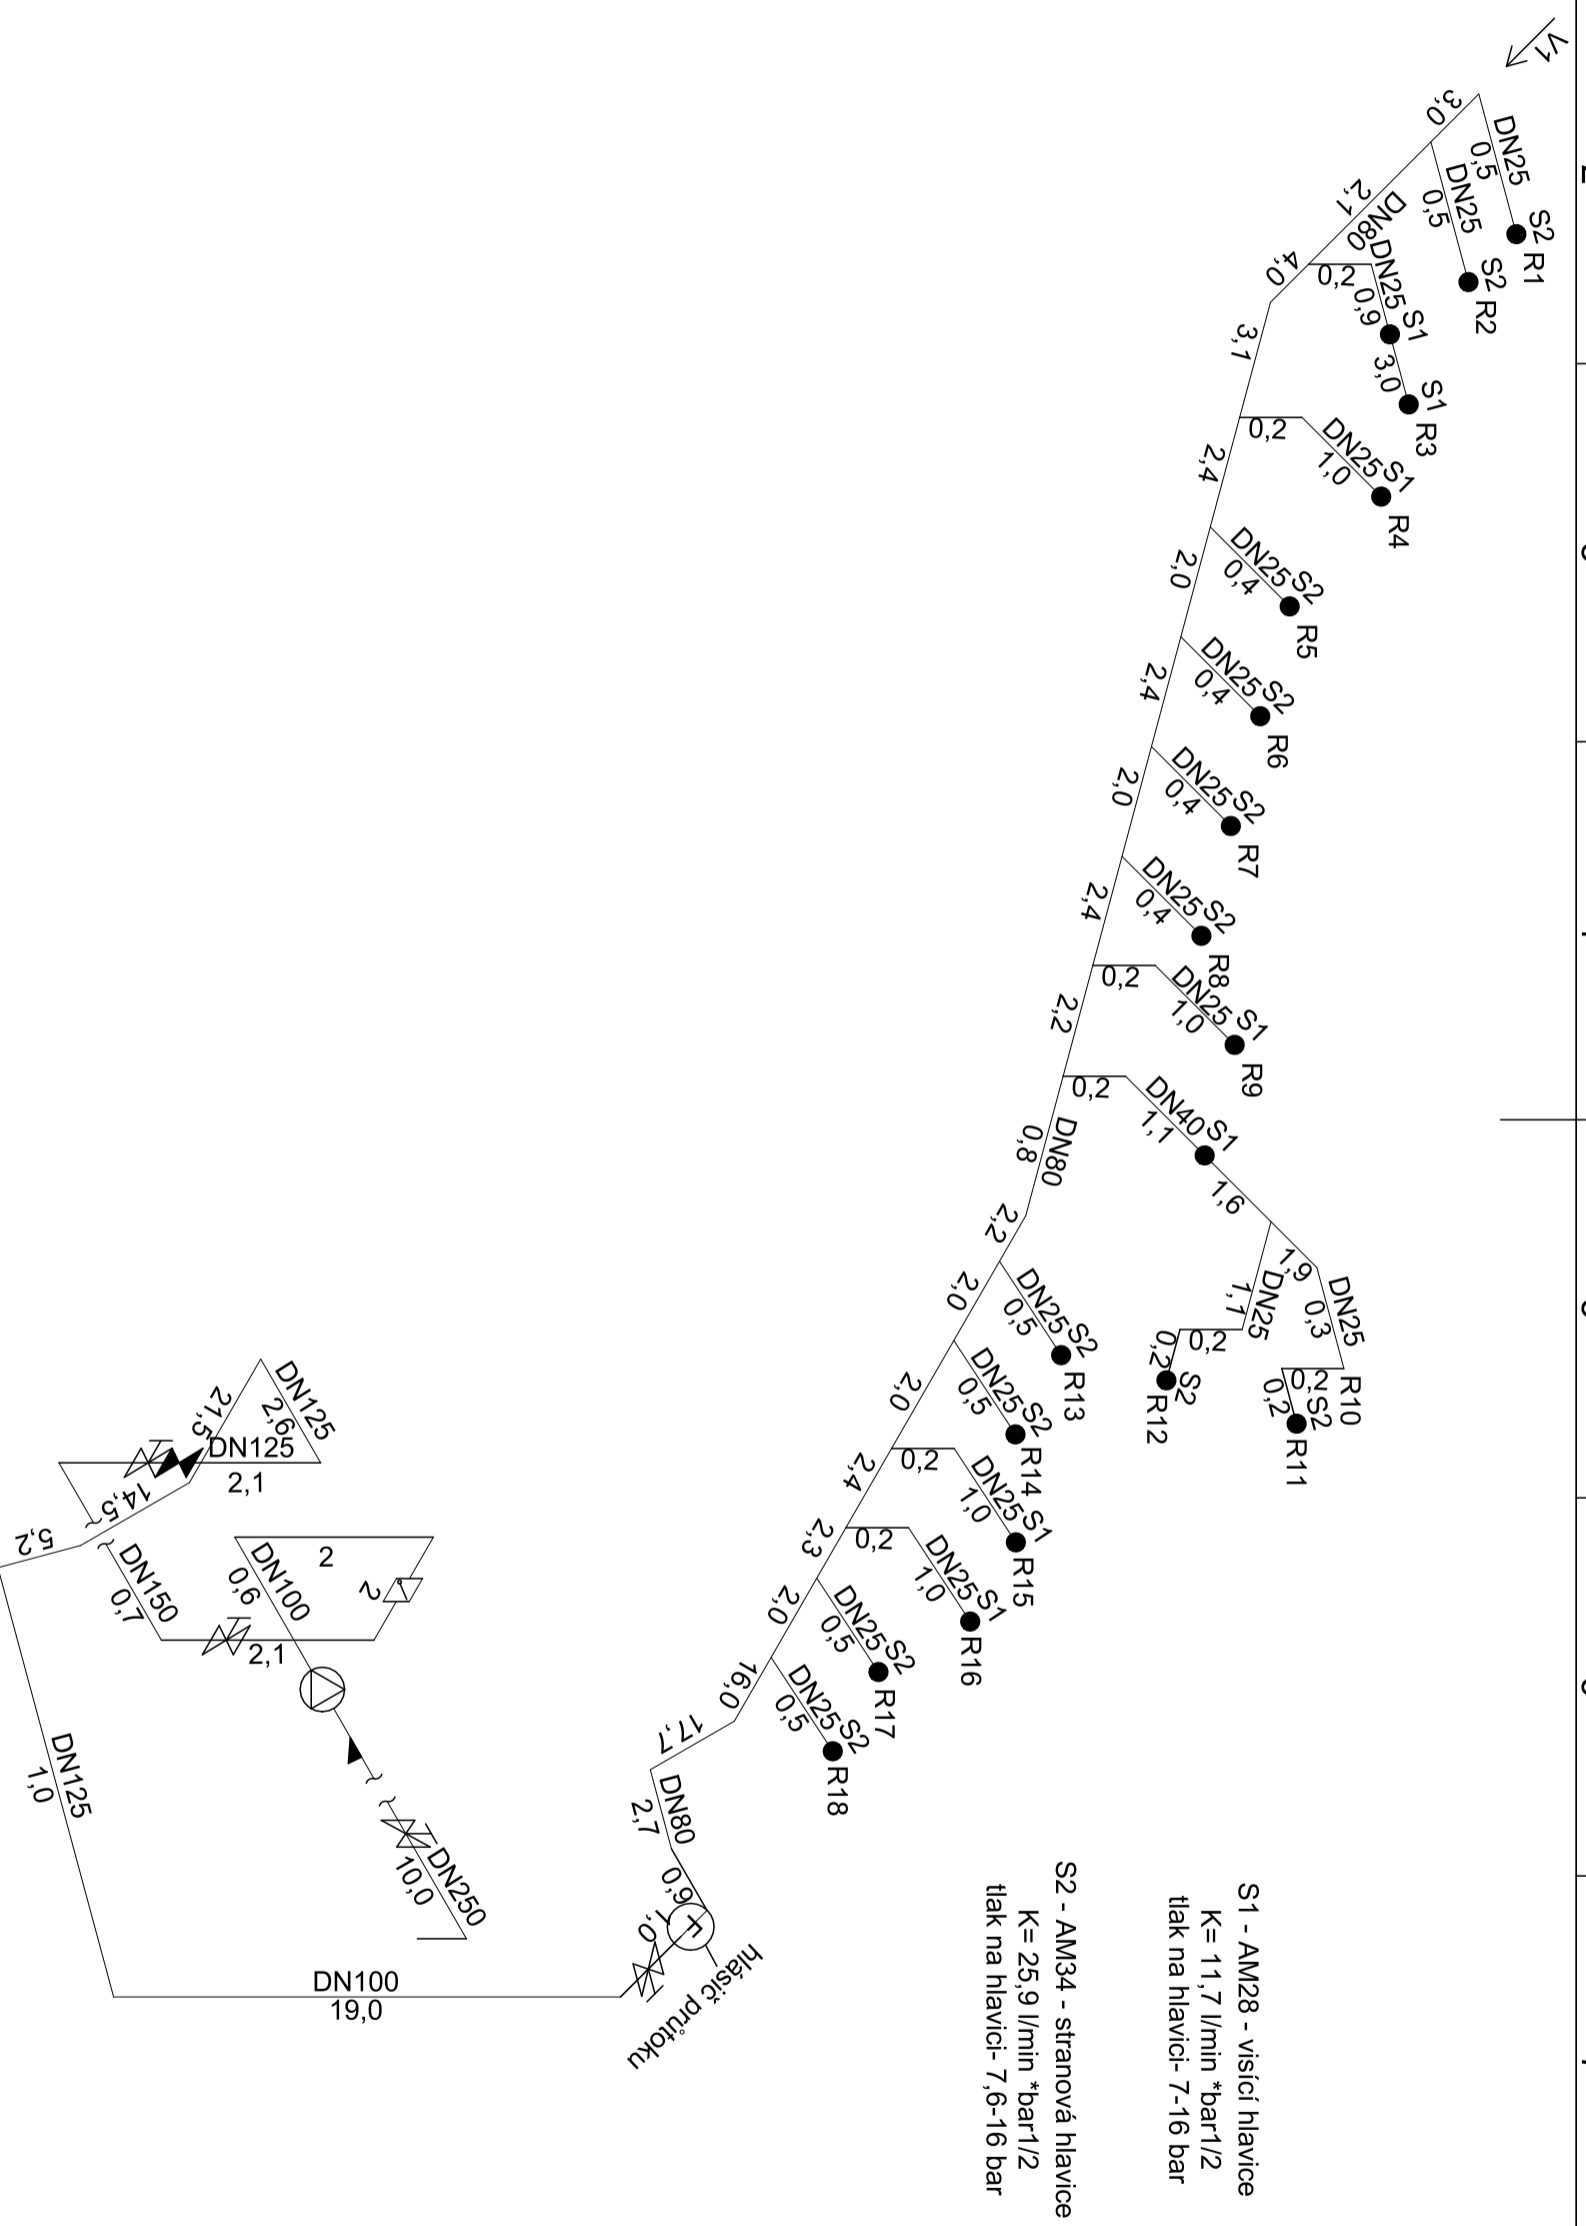 V1
3,0
DN25
0,5
S2
R1
DN25
0,5
S2
R2
2,1
DN80
4,0
0,2
DN25
0,9
S1
3,0
S1
R3
3,1
0,2
DN25
1,0
S1
R4
2,4
DN25
0,4
S2
R5
2,0
DN25
0,4
S2
R6
2,4
DN25
0,4
S2
R7
2,0
DN25
0,4
S2
R8
2,4
0,2
DN25
1,0
S1
R9
2,2
0,2
DN40
1,1
S1
1,6
1,9
DN25
0,3
R10
0,2
0,2
S2
R11
DN25
1,1
0,2
0,2
S2
R12
DN80
0,8
2,2
DN25
0,5
S2
R13
2,0
DN25
0,5
S2
R14
2,0
0,2
DN25
1,0
S1
R15
2,4
0,2
DN25
1,0
S1
R16
2,3
DN25
0,5
S2
R17
2,0
DN25
0,5
S2
R18
16,0
17,7
DN80
2,7
0,9
1,0
F
hlásič průtoku
DN100
19,0
DN125
1,0
5,2
14,5
21,5
DN125
2,6
DN125
2,1
DN150
0,7
2,1
2
2
DN100
0,6
DN250
10,0
S1 - AM28 - visící hlavice
K= 11,7 l/min *bar1/2
tlak na hlavici- 7-16 bar
S2 - AM34 - stranová hlavice
K= 25,9 l/min *bar1/2
tlak na hlavici- 7,6-16 bar